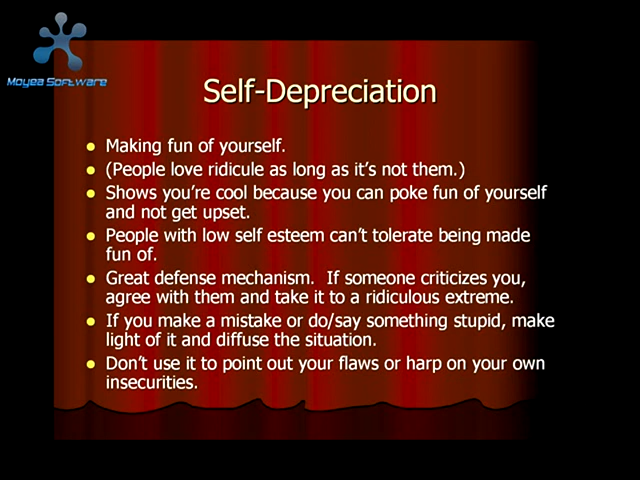 Moyea Software
Self-Depreciation
Making fun of yourself.
(People love ridicule as long as it's not them.)
Shows you're cool because you can poke fun of yourself
and not get upset.
People with low self esteem can't tolerate being made
fun of.
Great defense mechanism.  If someone criticizes you,
agree with them and take it to a ridiculous extreme.
If you make a mistake or do/say something stupid, make
light of it and diffuse the situation.
Don't use it to point out your flaws or harp on your own
insecurities.